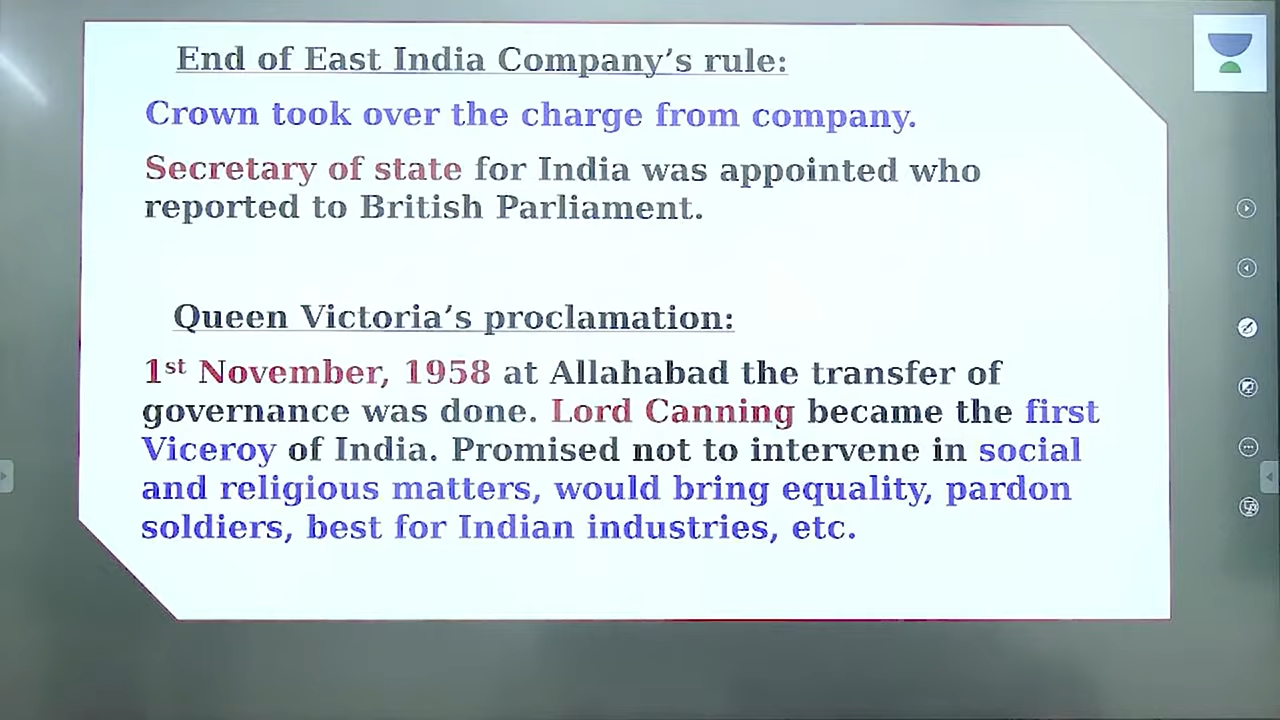 End of East India Company’s rule:
Crown took over the charge from company.
Secretary of state for India was appointed who
reported to British Parliament.
Queen Victoria’s proclamation:
1st November, 1958 at Allahabad the transfer of
governance was done. Lord Canning became the first
Viceroy of India. Promised not to intervene in social
and religious matters, would bring equality, pardon
soldiers, best for Indian industries, etc.